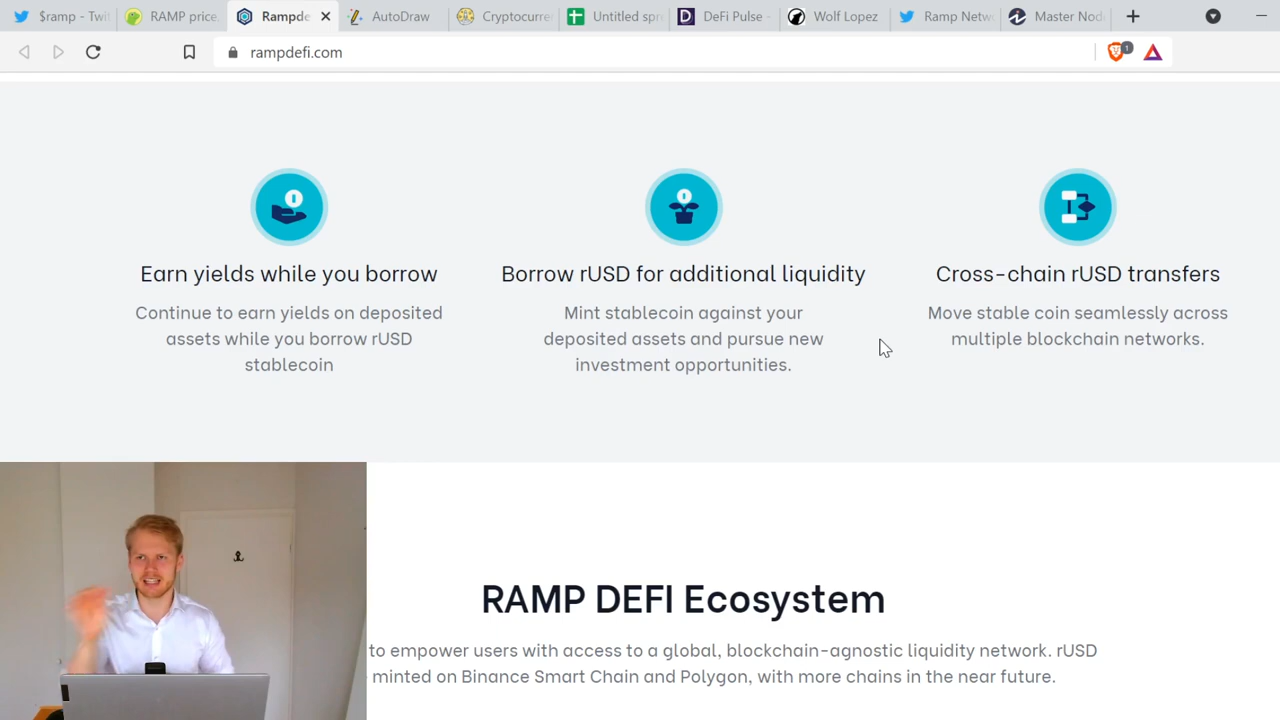 $ramp - Twit
RAMP price,
Rampde
AutoDraw
Cryptocurre
Untitled spr
DeFi Pulse -
Wolf Lopez
Ramp Netw
Master Nod
rampdefi.com
1
Earn yields while you borrow
Continue to earn yields on deposited
assets while you borrow rUSD
stablecoin
Borrow rUSD for additional liquidity
Mint stablecoin against your
deposited assets and pursue new
investment opportunities.
Cross-chain rUSD transfers
Move stable coin seamlessly across
multiple blockchain networks.
RAMP DEFI Ecosystem
to empower users with access to a global, blockchain-agnostic liquidity network. rUSD
minted on Binance Smart Chain and Polygon, with more chains in the near future.